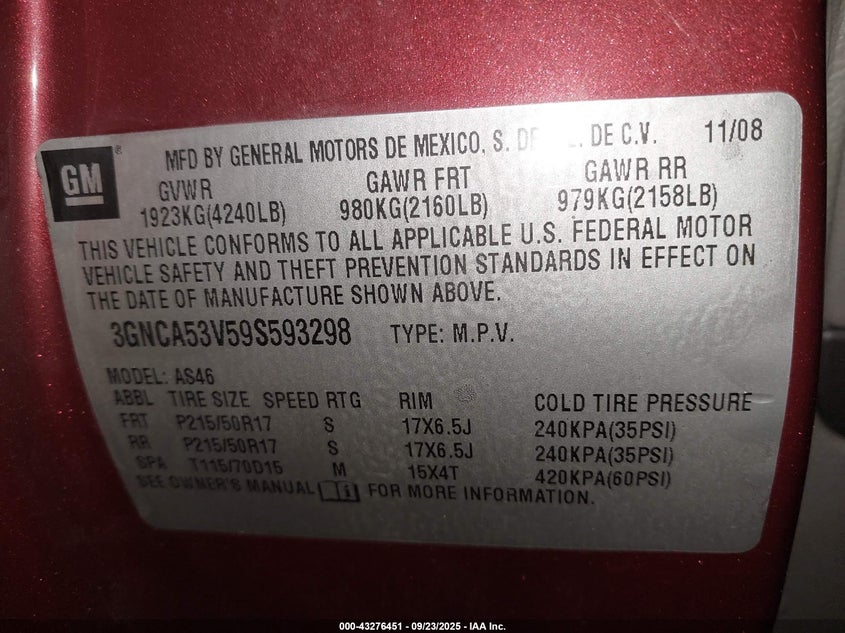 GM ®
MFD BY GENERAL MOTORS DE MEXICO, S. DE DE C.V. 11/08
GVWR GAWR FRT GAWR RR
1923KG(4240LB) 980KG(2160LB) 979KG(2158LB)
THIS VEHICLE CONFORMS TO ALL APPLICABLE U.S. FEDERAL MOTOR
VEHICLE SAFETY AND THEFT PREVENTION STANDARDS IN EFFECT ON
THE DATE OF MANUFACTURE SHOWN ABOVE.
3GNCA53V59S593298 TYPE: M.P.V.
MODEL: AS46
ABBL TIRE SIZE SPEED RTG RIM COLD TIRE PRESSURE
FRT P215/50R17 S 17X6.5J 240KPA(35PSI)
RR P215/50R17 S 17X6.5J 240KPA(35PSI)
SPA T115/70D15 M 15X4T 420KPA(60PSI)
SEE OWNER'S MANUAL FOR MORE INFORMATION.
000-43276451 - 09/23/2025 - IAA Inc.